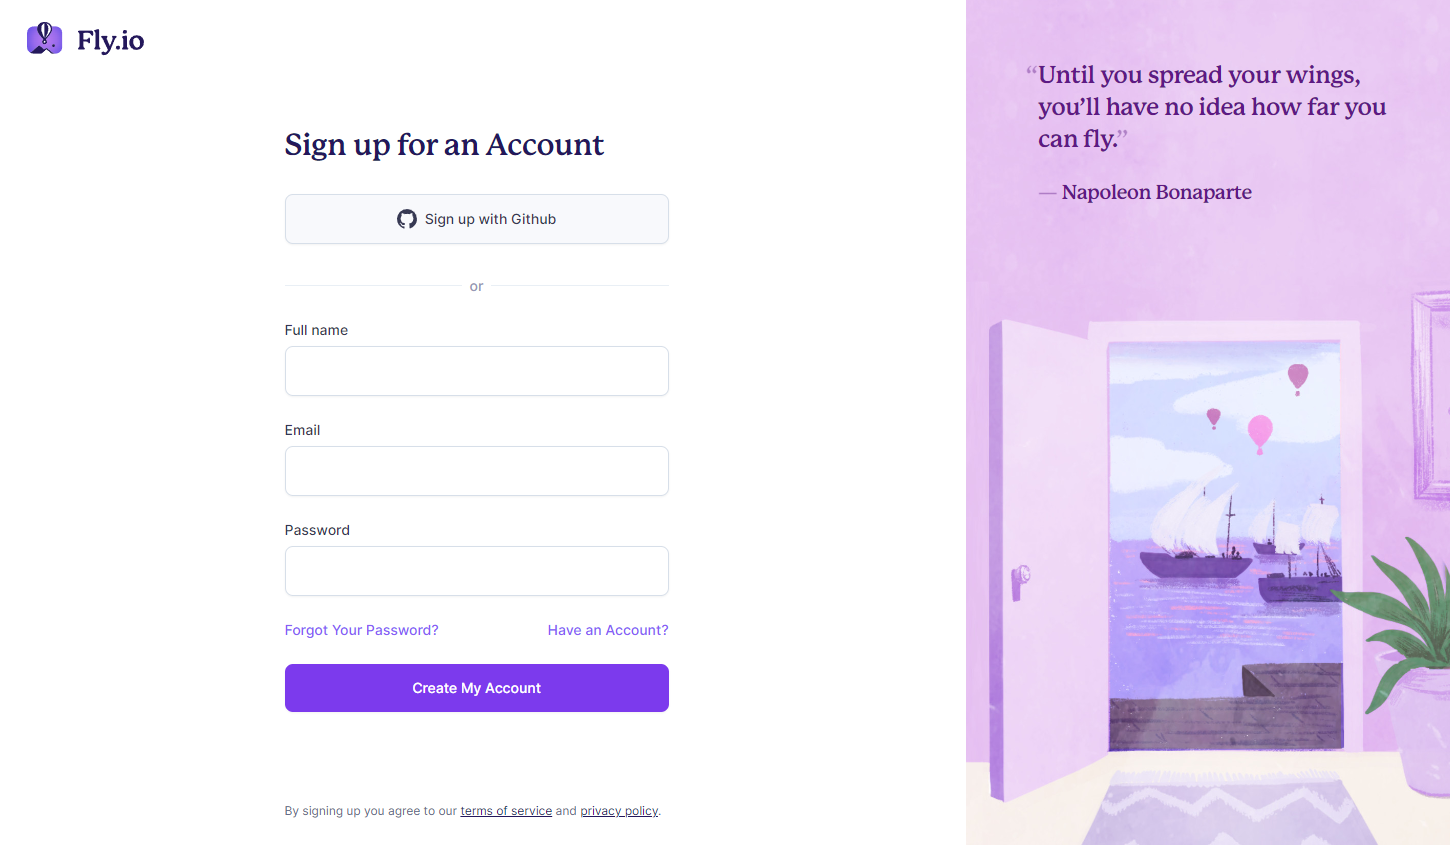 Fly.io
Sign up for an Account
Sign up with Github
or
Full name
Email
Password
Forgot Your Password?
Have an Account?
Create My Account
By signing up you agree to our terms of service and privacy policy.
“Until you spread your wings,
you’ll have no idea how far you
can fly.”
— Napoleon Bonaparte